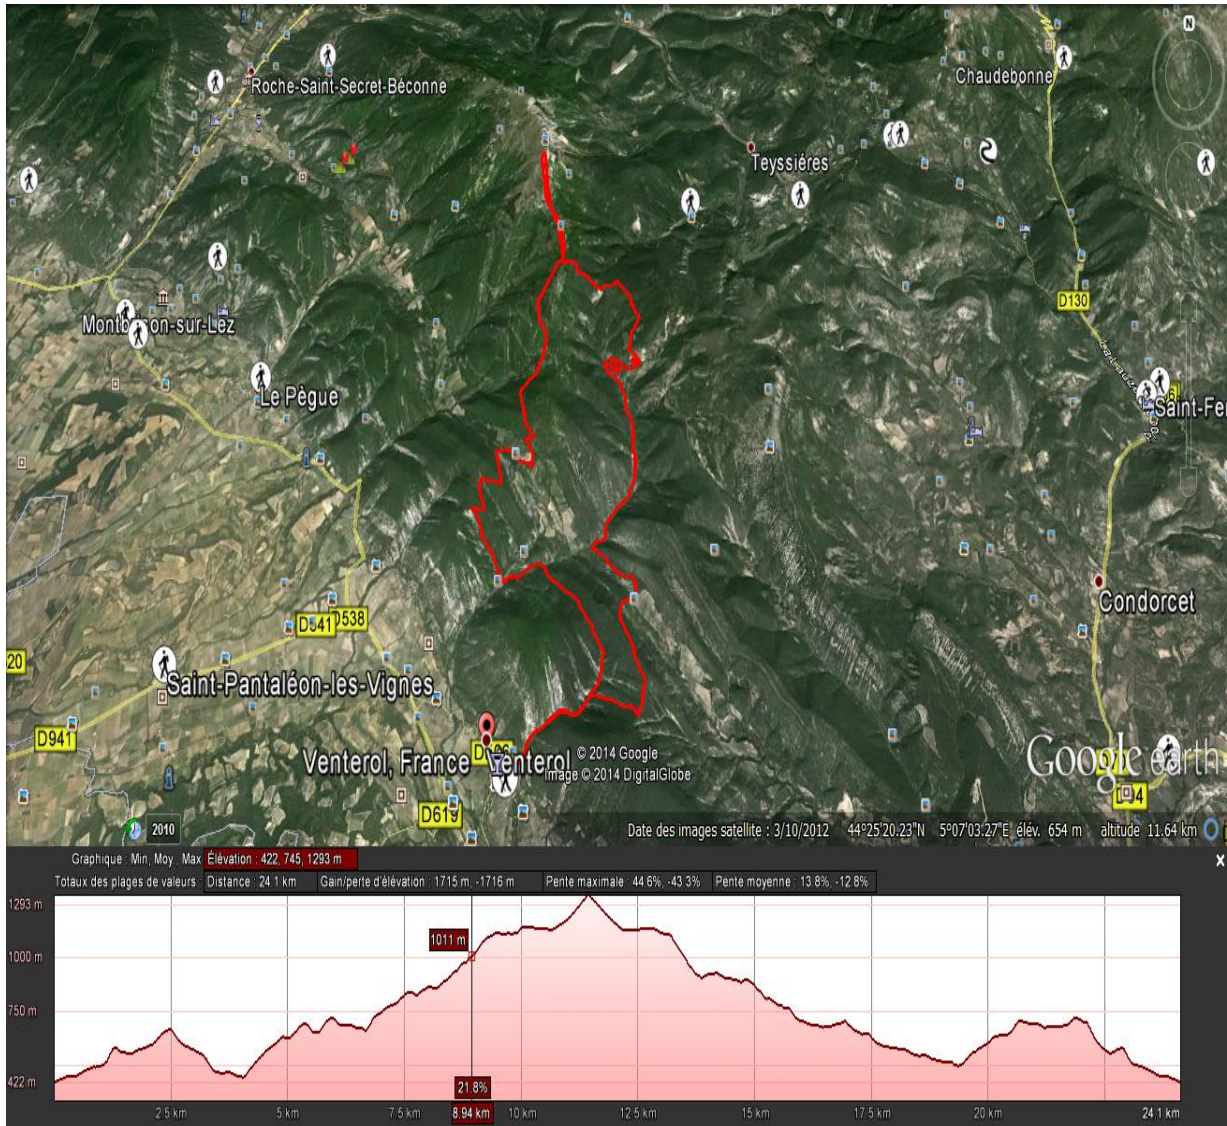 N
Chaudebonne
Roche-Saint-Secret-Béconne
Teyssiéres
D130
Le Pègue
Condorcet
D541
D538
20
Saint-Pantaléon-les-Vignes
D941
© 2014 Google
Venterol, France
Venterol
Image © 2014 DigitalGlobe
Google earth
D619
2010
Date des images satellite : 3/10/2012 44°25'20.23"N 5°07'03.27"E élév. 654 m altitude 11.64 km
Graphique : Min, Moy , Max Élévation : 422, 745, 1293 m
X
Totaux des plages de valeurs : Distance : 24.1 km Gain/perte d'élévation : 1715 m, -1716 m Pente maximale : 44.6%, -43.3% Pente moyenne : 13.8%, -12.8%
1293 m
1011 m
1000 m
750 m
422 m
21.8%
2.5 km 5 km 7.5 km 8.94 km 10 km 12.5 km 15 km 17.5 km 20 km 24.1 km